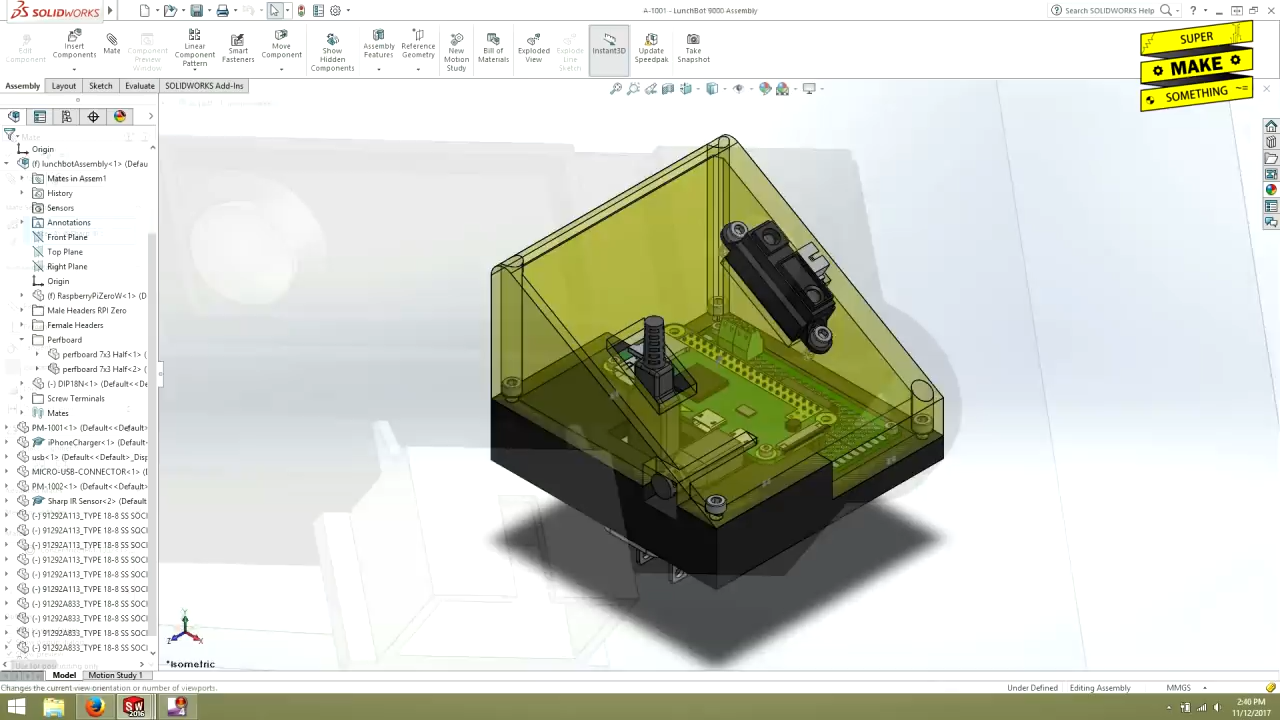 SOLIDWORKS
A-1001 - LunchBot 9000 Assembly
Search SOLIDWORKS Help
Edit Component
Insert Components
Mate
Component Preview Window
Linear Component Pattern
Smart Fasteners
Move Component
Show Hidden Components
Assembly Features
Reference Geometry
New Motion Study
Bill of Materials
Exploded View
Explode Line Sketch
Instant3D
Update Speedpak
Take Snapshot
SUPER
MAKE
SOMETHING
Assembly
Layout
Sketch
Evaluate
SOLIDWORKS Add-Ins
Origin
(f) lunchbotAssembly<1> (Defau
Mates in Assem1
History
Sensors
Annotations
Front Plane
Top Plane
Right Plane
Origin
(f) RaspberryPiZeroW<1> (D
Male Headers RPI Zero
Female Headers
Perfboard
perfboard 7x3 Half<1> (
perfboard 7x3 Half<2> (
(-) DIP18N<1> (Default<<De
Screw Terminals
Mates
PM-1001<1> (Default<<Default_
iPhoneCharger<1> (Default<
usb<1> (Default<<Default>_Disp
MICRO-USB-CONNECTOR<1> (
PM-1002<1> (Default<<Default_
Sharp IR Sensor<2> (Default
(-) 91292A113_TYPE 18-8 SS SOCI
(-) 91292A113_TYPE 18-8 SS SOCI
(-) 91292A113_TYPE 18-8 SS SOCI
(-) 91292A113_TYPE 18-8 SS SOCI
(-) 91292A113_TYPE 18-8 SS SOCI
(-) 91292A113_TYPE 18-8 SS SOCI
(-) 91292A833_TYPE 18-8 SS SOCI
(-) 91292A833_TYPE 18-8 SS SOCI
(-) 91292A833_TYPE 18-8 SS SOCI
(-) 91292A833_TYPE 18-8 SS SOCI
*Isometric
Model
Motion Study 1
Changes the current view orientation or number of viewports.
Under Defined
Editing Assembly
MMGS
SW
2016
2:40 PM
11/12/2017